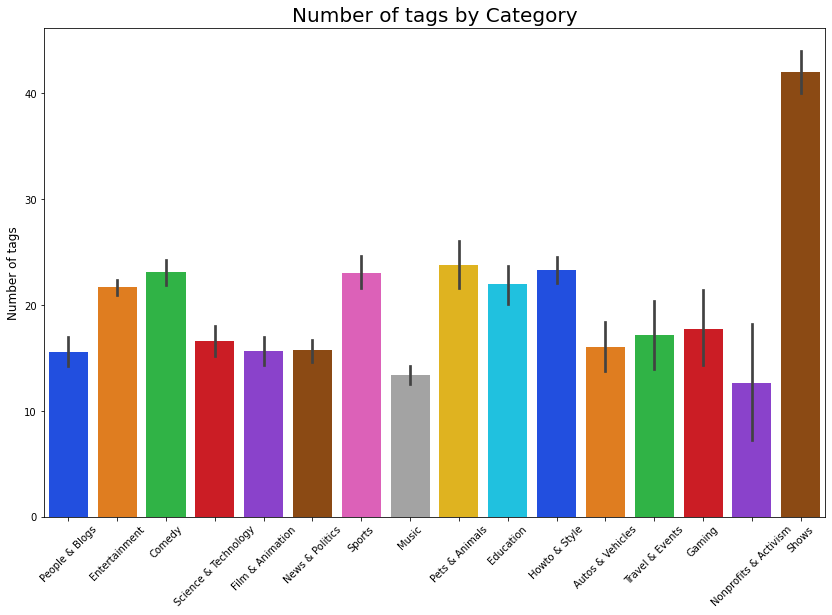 Number of tags by Category
Number of tags
40
30
20
10
0
People & Blogs
Entertainment
Comedy
Science & Technology
Film & Animation
News & Politics
Sports
Music
Pets & Animals
Education
Howto & Style
Autos & Vehicles
Travel & Events
Gaming
Nonprofits & Activism
Shows